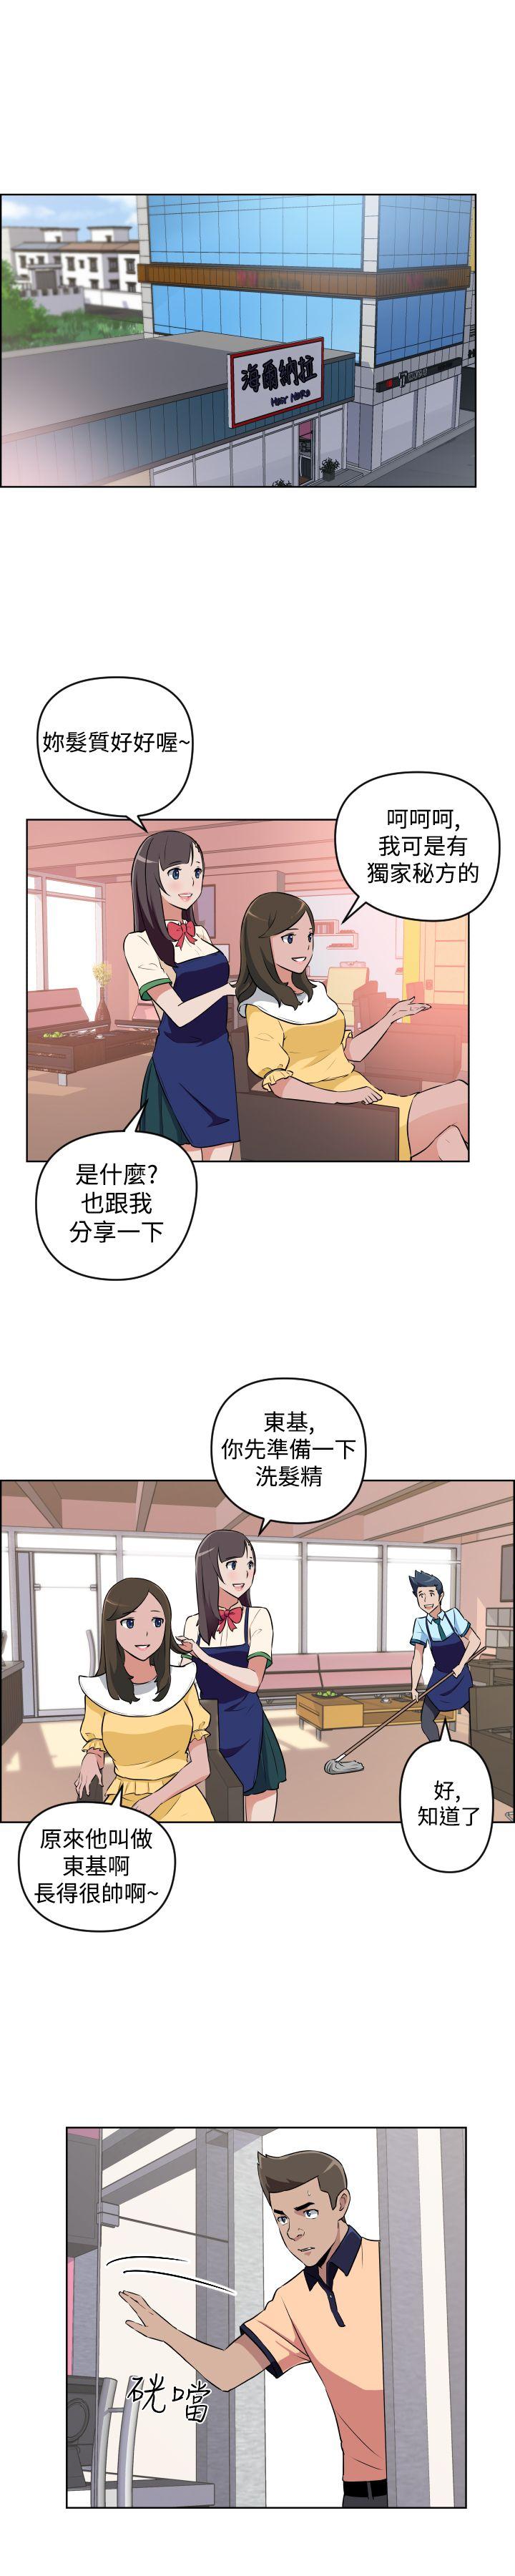 海爾納拉
妳髮質好好喔~
呵呵呵,
我可是有
獨家秘方的
是什麼?
也跟我
分享一下
東基,
你先準備一下
洗髮精
好,
知道了
原來他叫做
東基啊
長得很帥啊~
硄噹